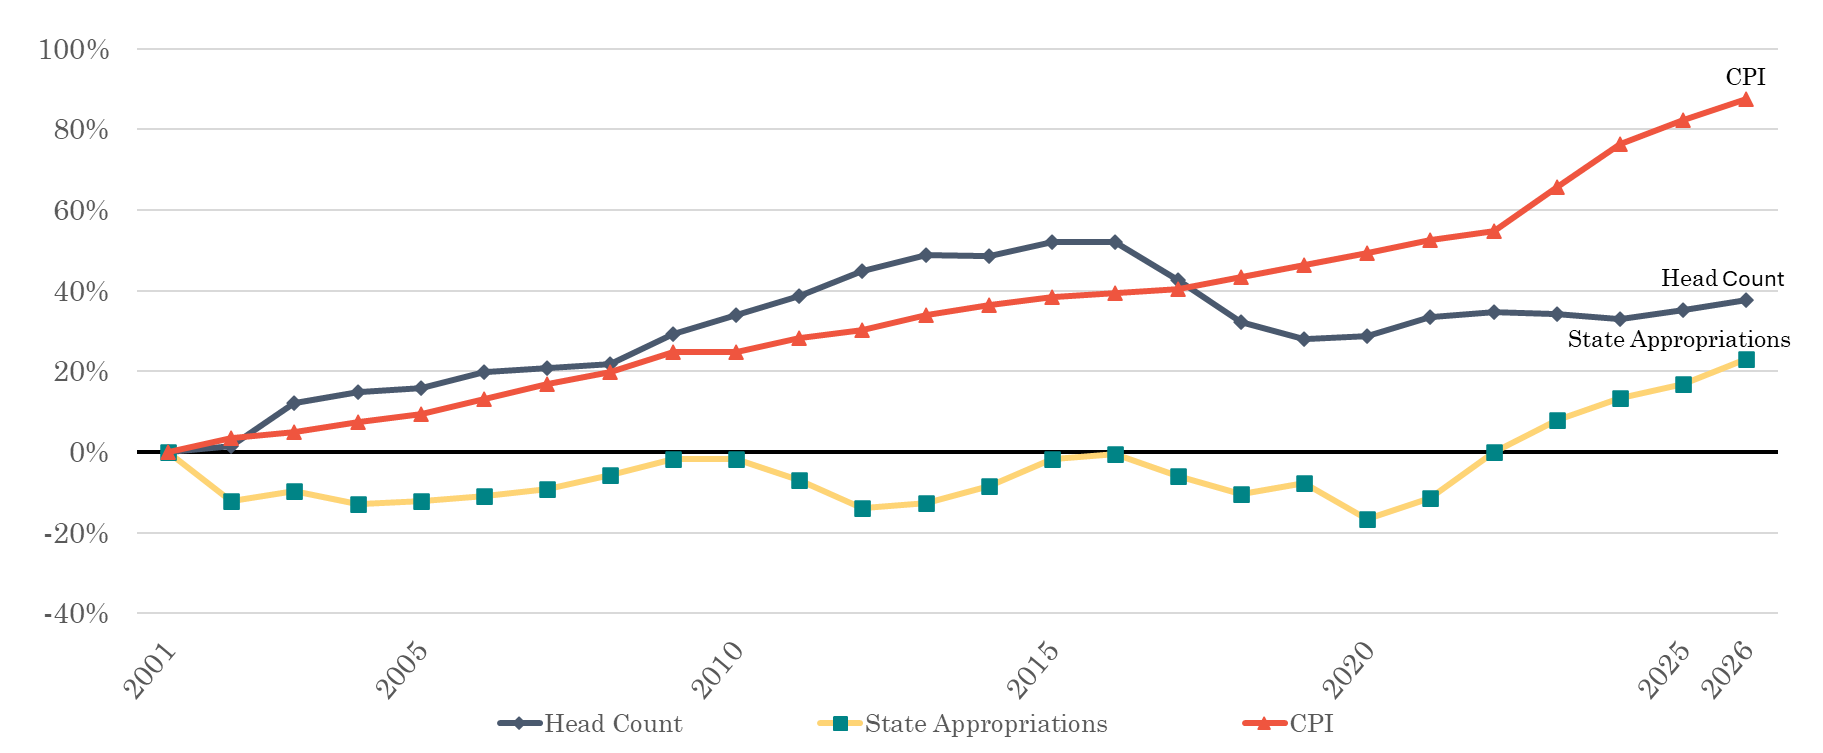 100%
CPI
80%
60%
Head Count
40%
State Appropriations
20%
0%
-20%
-40%
2001 2005 2010 2015 2020 2025 2026
Head Count State Appropriations CPI